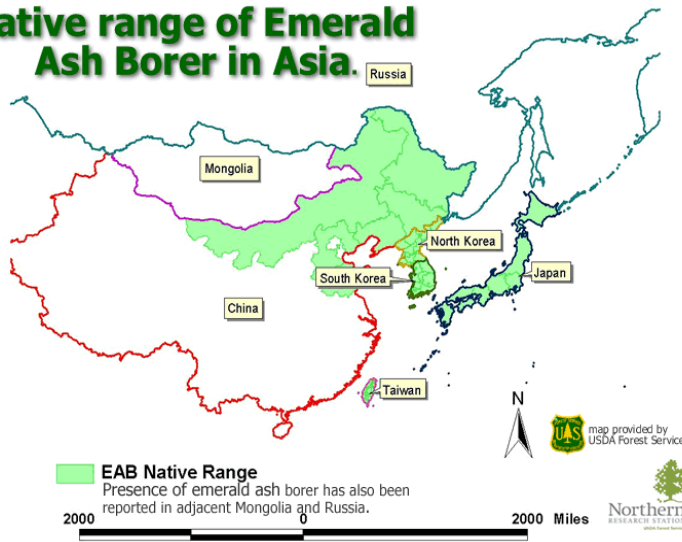 ative range of Emerald
Ash Borer in Asia.
Russia
Mongolia
North Korea
South Korea
Japan
China
Taiwan
N
UAS
map provided by
USDA Forest Service
EAB Native Range
Presence of emerald ash borer has also been
reported in adjacent Mongolia and Russia.
Northern
RESEARCH STATION
2000 0 2000 Miles